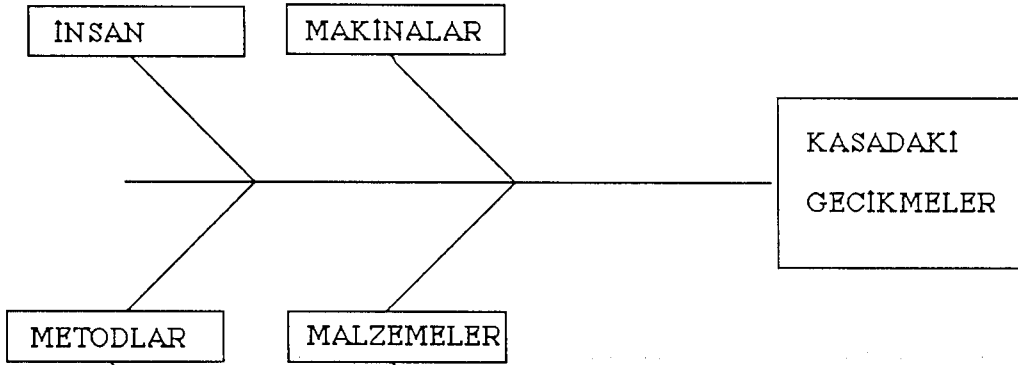 İNSAN
MAKİNALAR
KASADAKİ
GECİKMELER
METODLAR
MALZEMELER